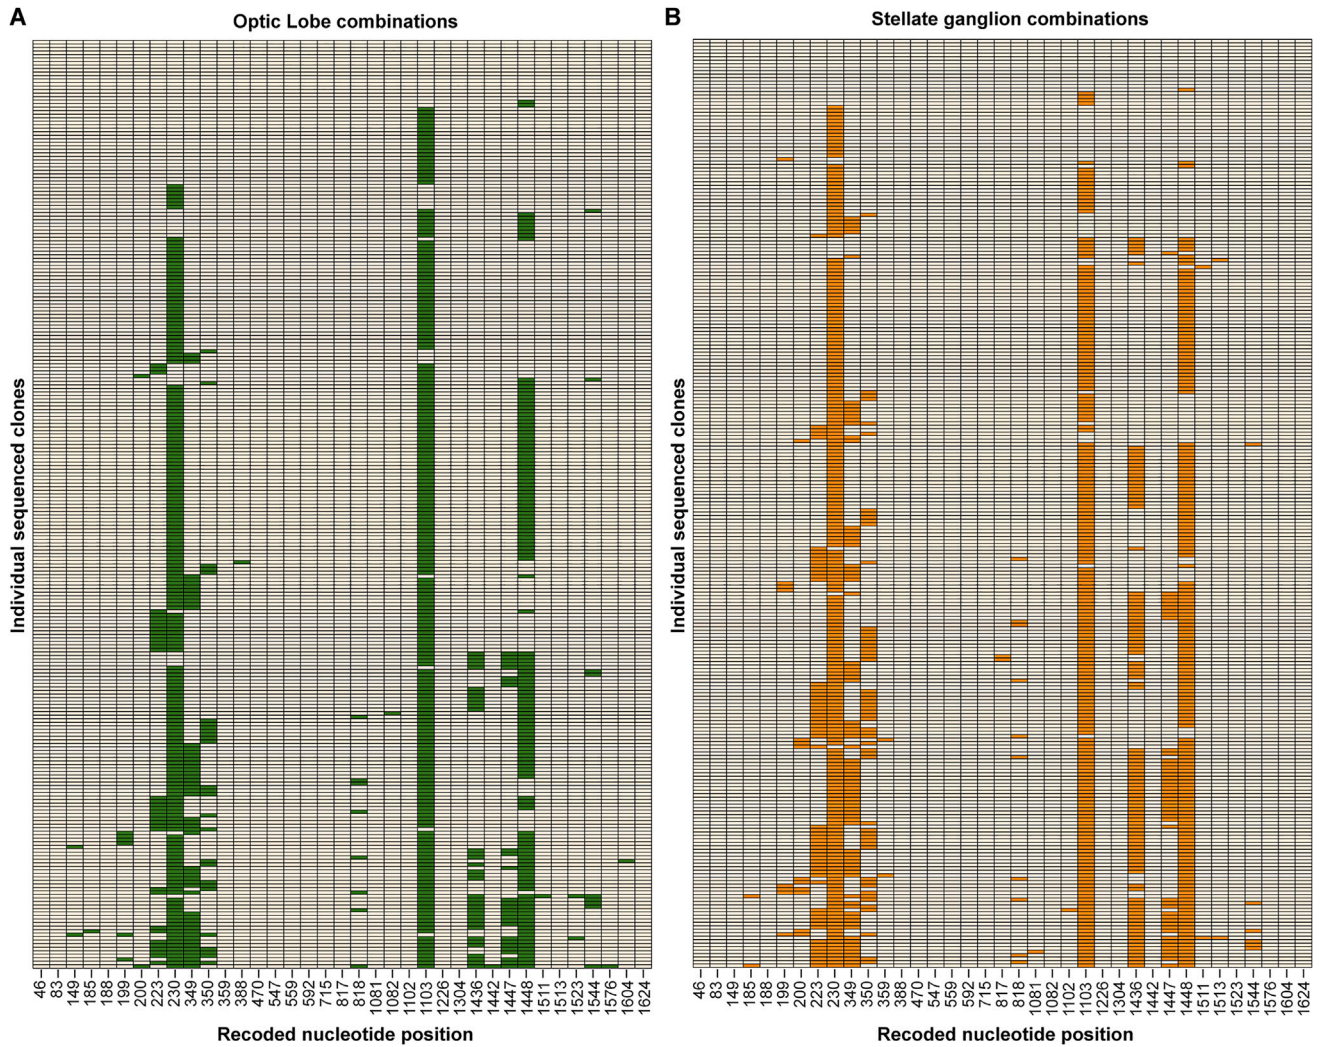 A
Optic Lobe combinations
Individual sequenced clones
46 83 149 185 188 199 200 223 230 349 350 359 388 470 547 559 592 715 817 818 1081 1082 1102 1103 1226 1304 1436 1442 1447 1448 1511 1513 1523 1544 1576 1604 1624
Recoded nucleotide position
B
Stellate ganglion combinations
Individual sequenced clones
46 83 149 185 188 199 200 223 230 349 350 359 388 470 547 559 592 715 817 818 1081 1082 1102 1103 1226 1304 1436 1442 1447 1448 1511 1513 1523 1544 1576 1604 1624
Recoded nucleotide position